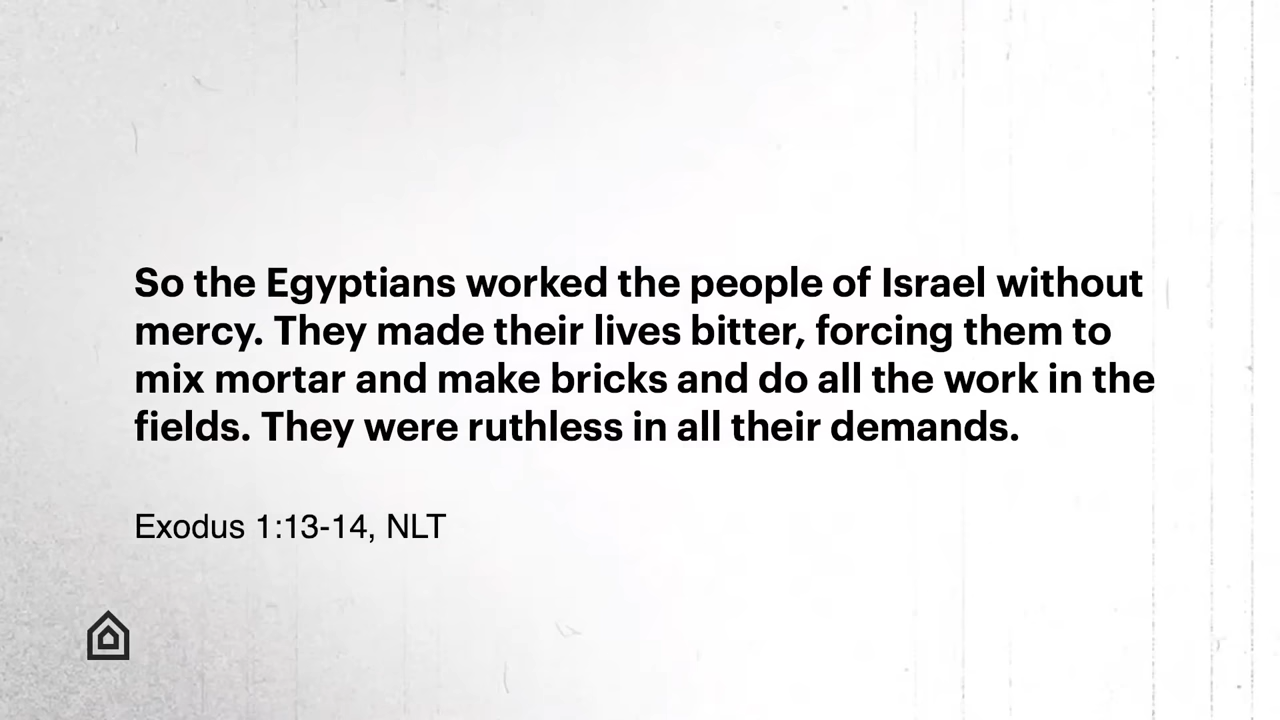 So the Egyptians worked the people of Israel without
mercy. They made their lives bitter, forcing them to
mix mortar and make bricks and do all the work in the
fields. They were ruthless in all their demands.
Exodus 1:13-14, NLT